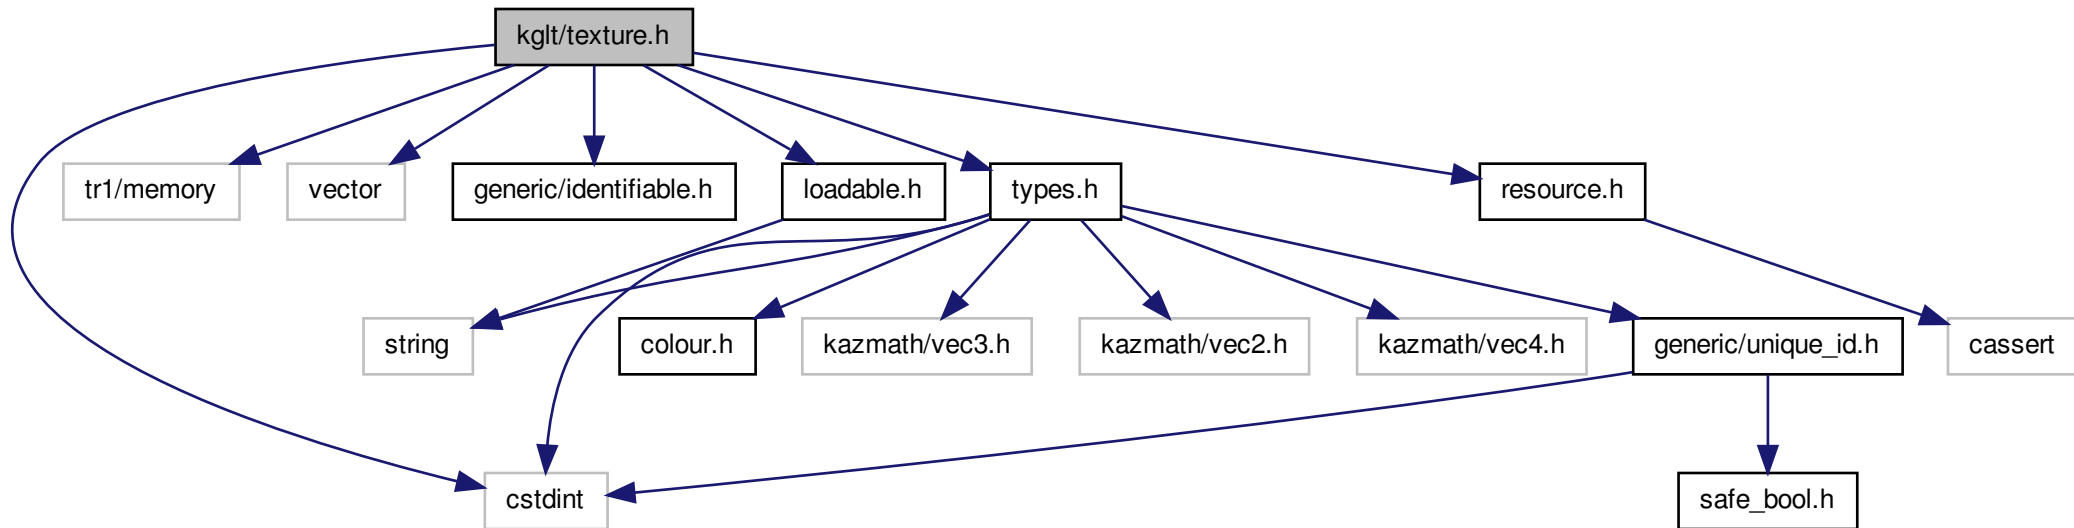 kglt/texture.h
tr1/memory
vector
generic/identifiable.h
loadable.h
types.h
resource.h
string
colour.h
kazmath/vec3.h
kazmath/vec2.h
kazmath/vec4.h
generic/unique_id.h
cassert
cstdint
safe_bool.h